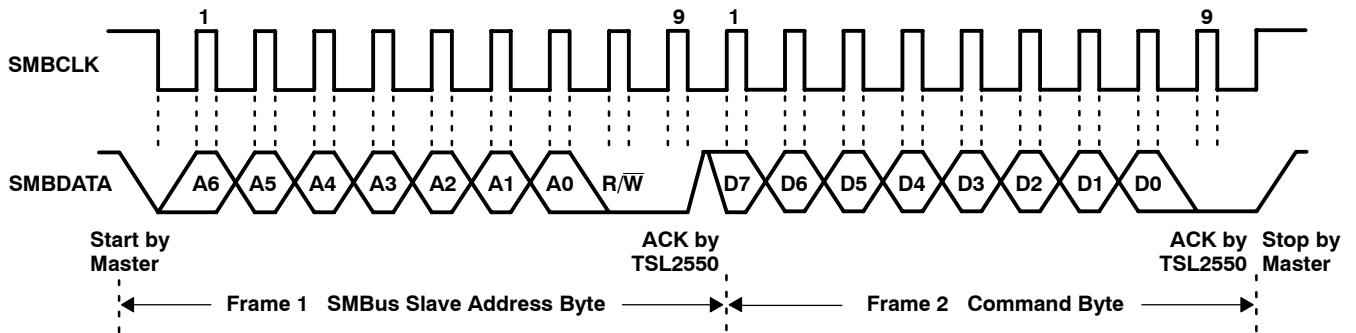 1 9 1 9
SMBCLK
SMBDATA A6 A5 A4 A3 A2 A1 A0 R/W̅ D7 D6 D5 D4 D3 D2 D1 D0
Start by
Master
ACK by
TSL2550
ACK by
TSL2550
Stop by
Master
Frame 1 SMBus Slave Address Byte
Frame 2 Command Byte